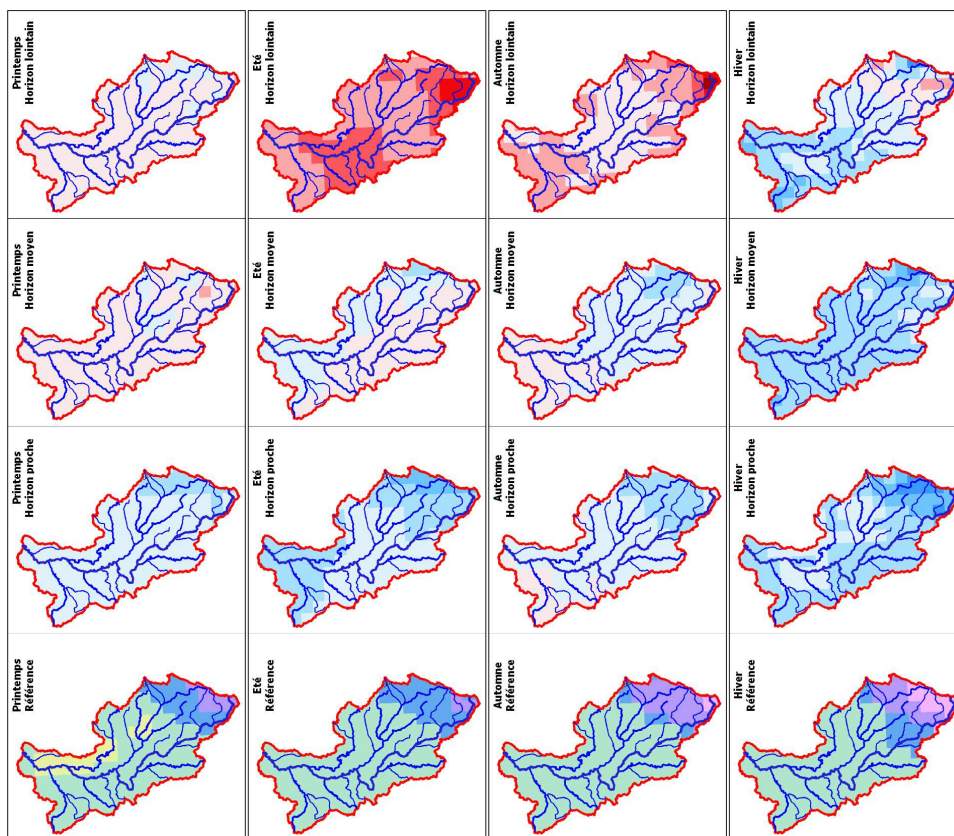 Printemps
Référence
Printemps
Horizon proche
Printemps
Horizon moyen
Printemps
Horizon lointain
Eté
Référence
Eté
Horizon proche
Eté
Horizon moyen
Eté
Horizon lointain
Automne
Référence
Automne
Horizon proche
Automne
Horizon moyen
Automne
Horizon lointain
Hiver
Référence
Hiver
Horizon proche
Hiver
Horizon moyen
Hiver
Horizon lointain